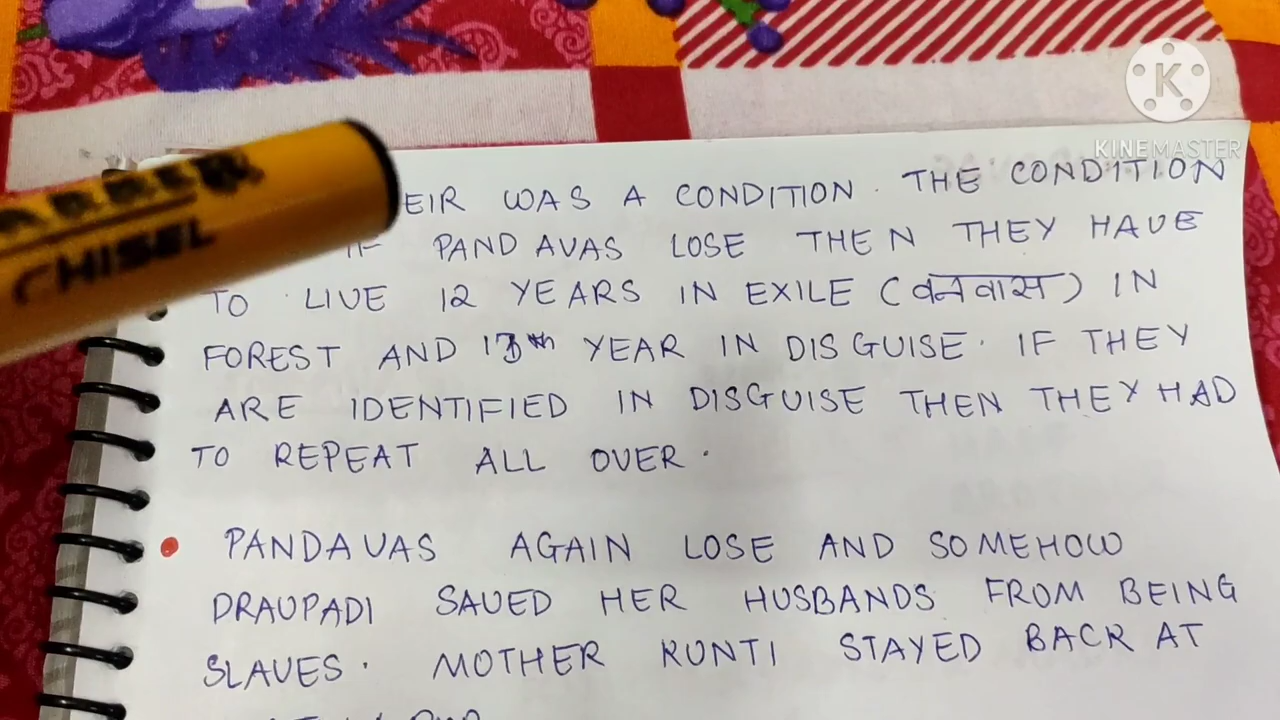 K
KINEMASTER
CHISEL
EIR WAS A CONDITION. THE CONDITION
IF PANDAVAS LOSE THEN THEY HAVE
TO LIVE 12 YEARS IN EXILE (वनवास) IN
FOREST AND 13th YEAR IN DISGUISE. IF THEY
ARE IDENTIFIED IN DISGUISE THEN THEY HAD
TO REPEAT ALL OVER.
PANDAVAS AGAIN LOSE AND SOMEHOW
DRAUPADI SAVED HER HUSBANDS FROM BEING
SLAVES. MOTHER KUNTI STAYED BACK AT